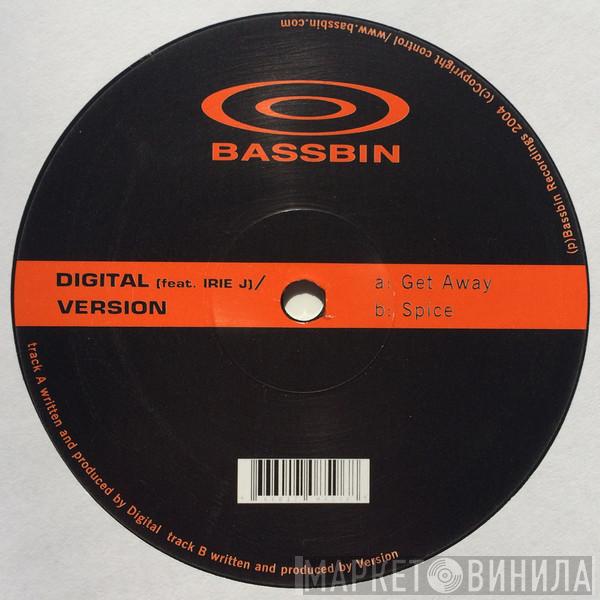 BASSBIN
DIGITAL (feat. IRIE J)/
VERSION
a: Get Away
b: Spice
(p)Bassbin Recordings 2004 (c)Copyright control /www.bassbin.com
track A written and produced by Digital track B written and produced by Version
МАРКЕТ ВИНИЛА